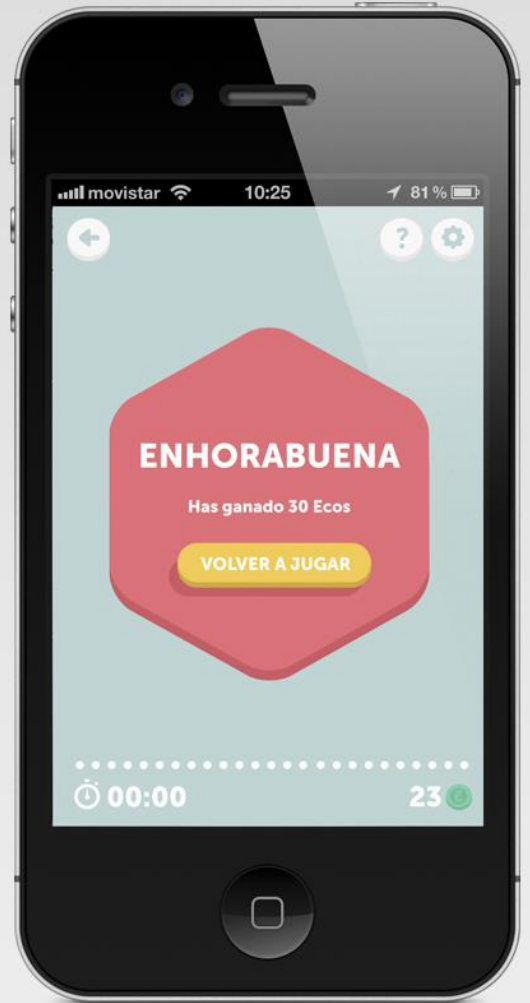 movistar 10:25 81%
?
ENHORABUENA
Has ganado 30 Ecos
VOLVER A JUGAR
00:00 23